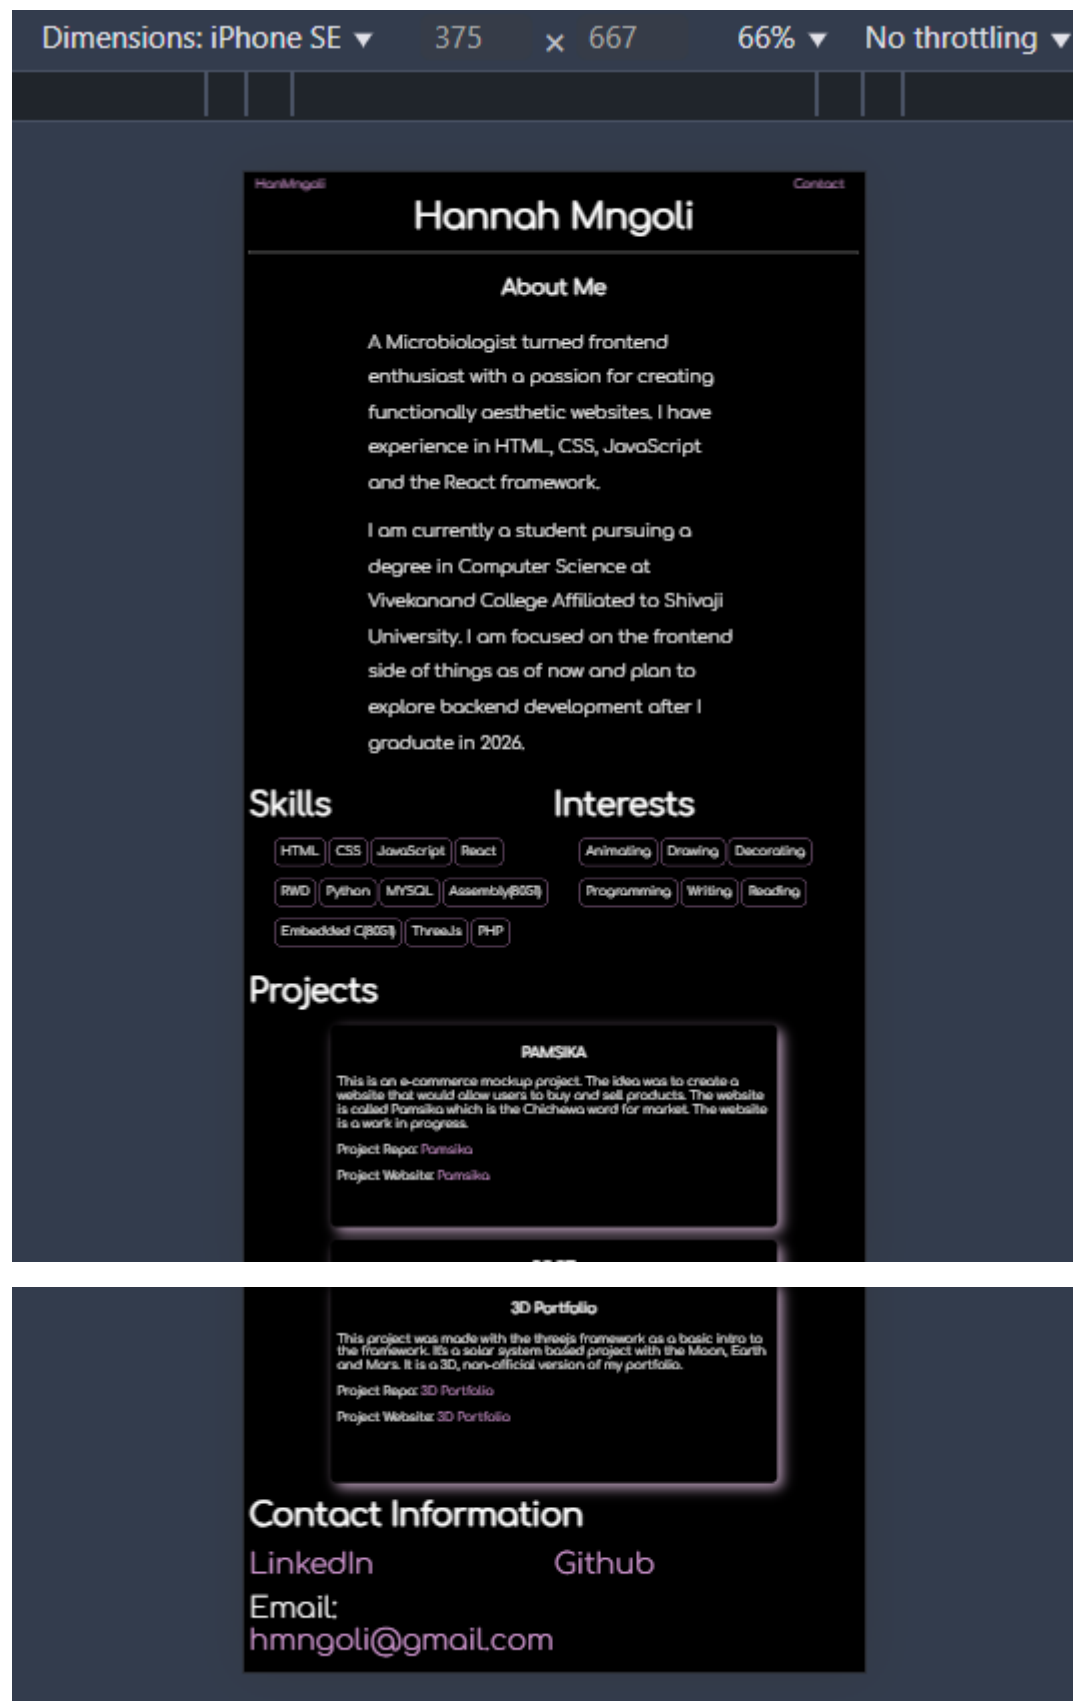 Dimensions: iPhone SE ▼ 375 × 667 66% ▼ No throttling ▼
HanMngoli Contact
Hannah Mngoli
About Me
A Microbiologist turned frontend
enthusiast with a passion for creating
functionally aesthetic websites. I have
experience in HTML, CSS, JavaScript
and the React framework.
I am currently a student pursuing a
degree in Computer Science at
Vivekanand College Affiliated to Shivaji
University. I am focused on the frontend
side of things as of now and plan to
explore backend development after I
graduate in 2026.
Skills
HTML CSS JavaScript React
RWD Python MYSQL Assembly(8051)
Embedded C(8051) ThreeJs PHP
Interests
Animating Drawing Decorating
Programming Writing Reading
Projects
PAMSIKA
This is an e-commerce mockup project. The idea was to create a
website that would allow users to buy and sell products. The website
is called Pamsika which is the Chichewa word for market. The website
is a work in progress.
Project Repo: Pamsika
Project Website: Pamsika
3D Portfolio
This project was made with the threejs framework as a basic intro to
the framework. It's a solar system based project with the Moon, Earth
and Mars. It is a 3D, non-official version of my portfolio.
Project Repo: 3D Portfolio
Project Website: 3D Portfolio
Contact Information
LinkedIn Github
Email:
hmngoli@gmail.com